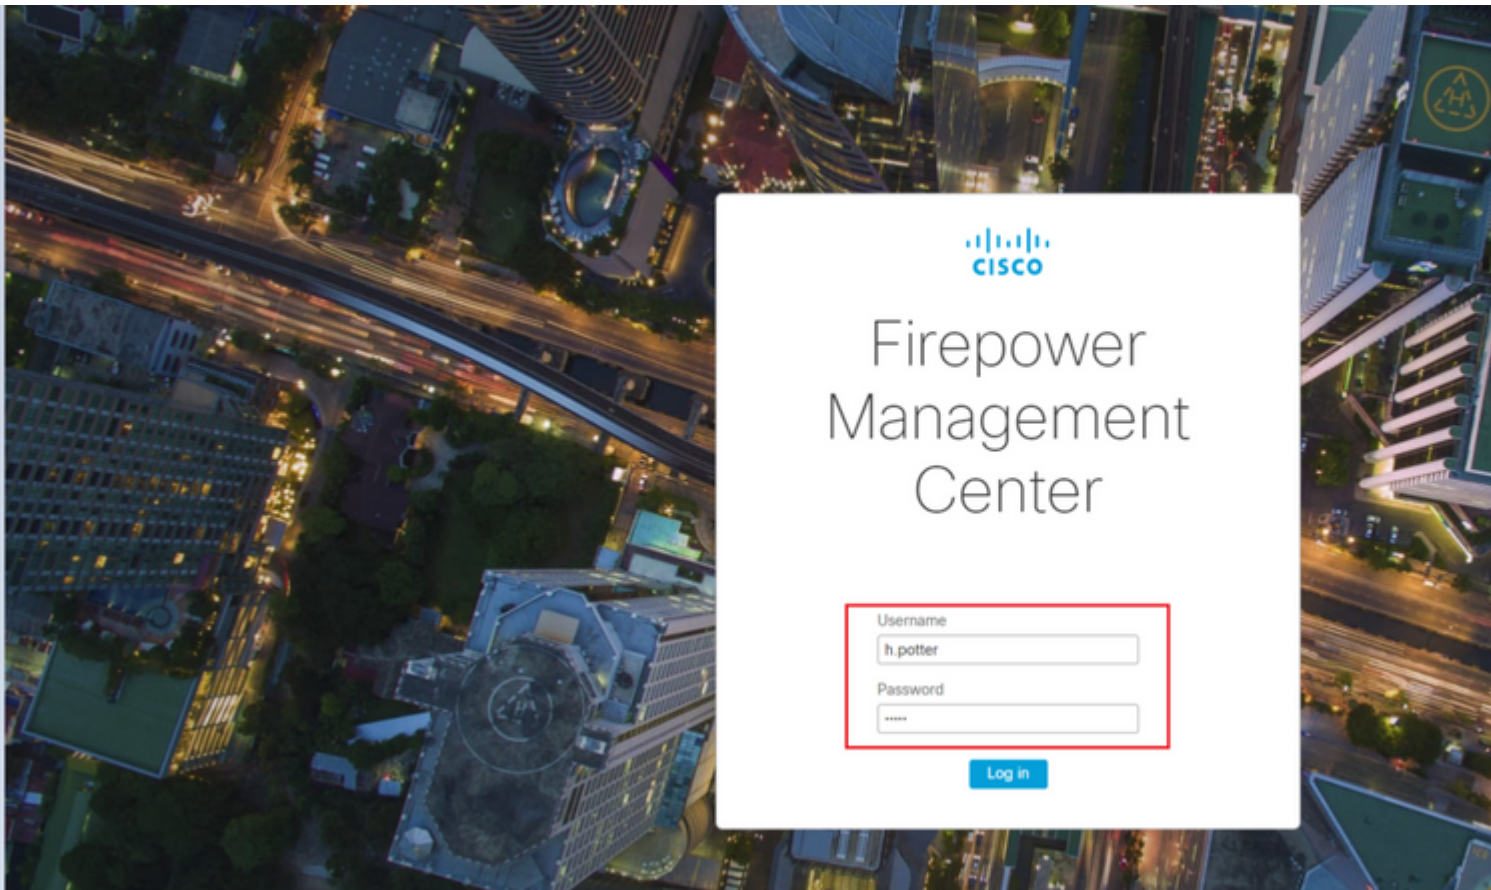 CISCO
Firepower
Management
Center
Username
h.potter
Password
•••••
Log in